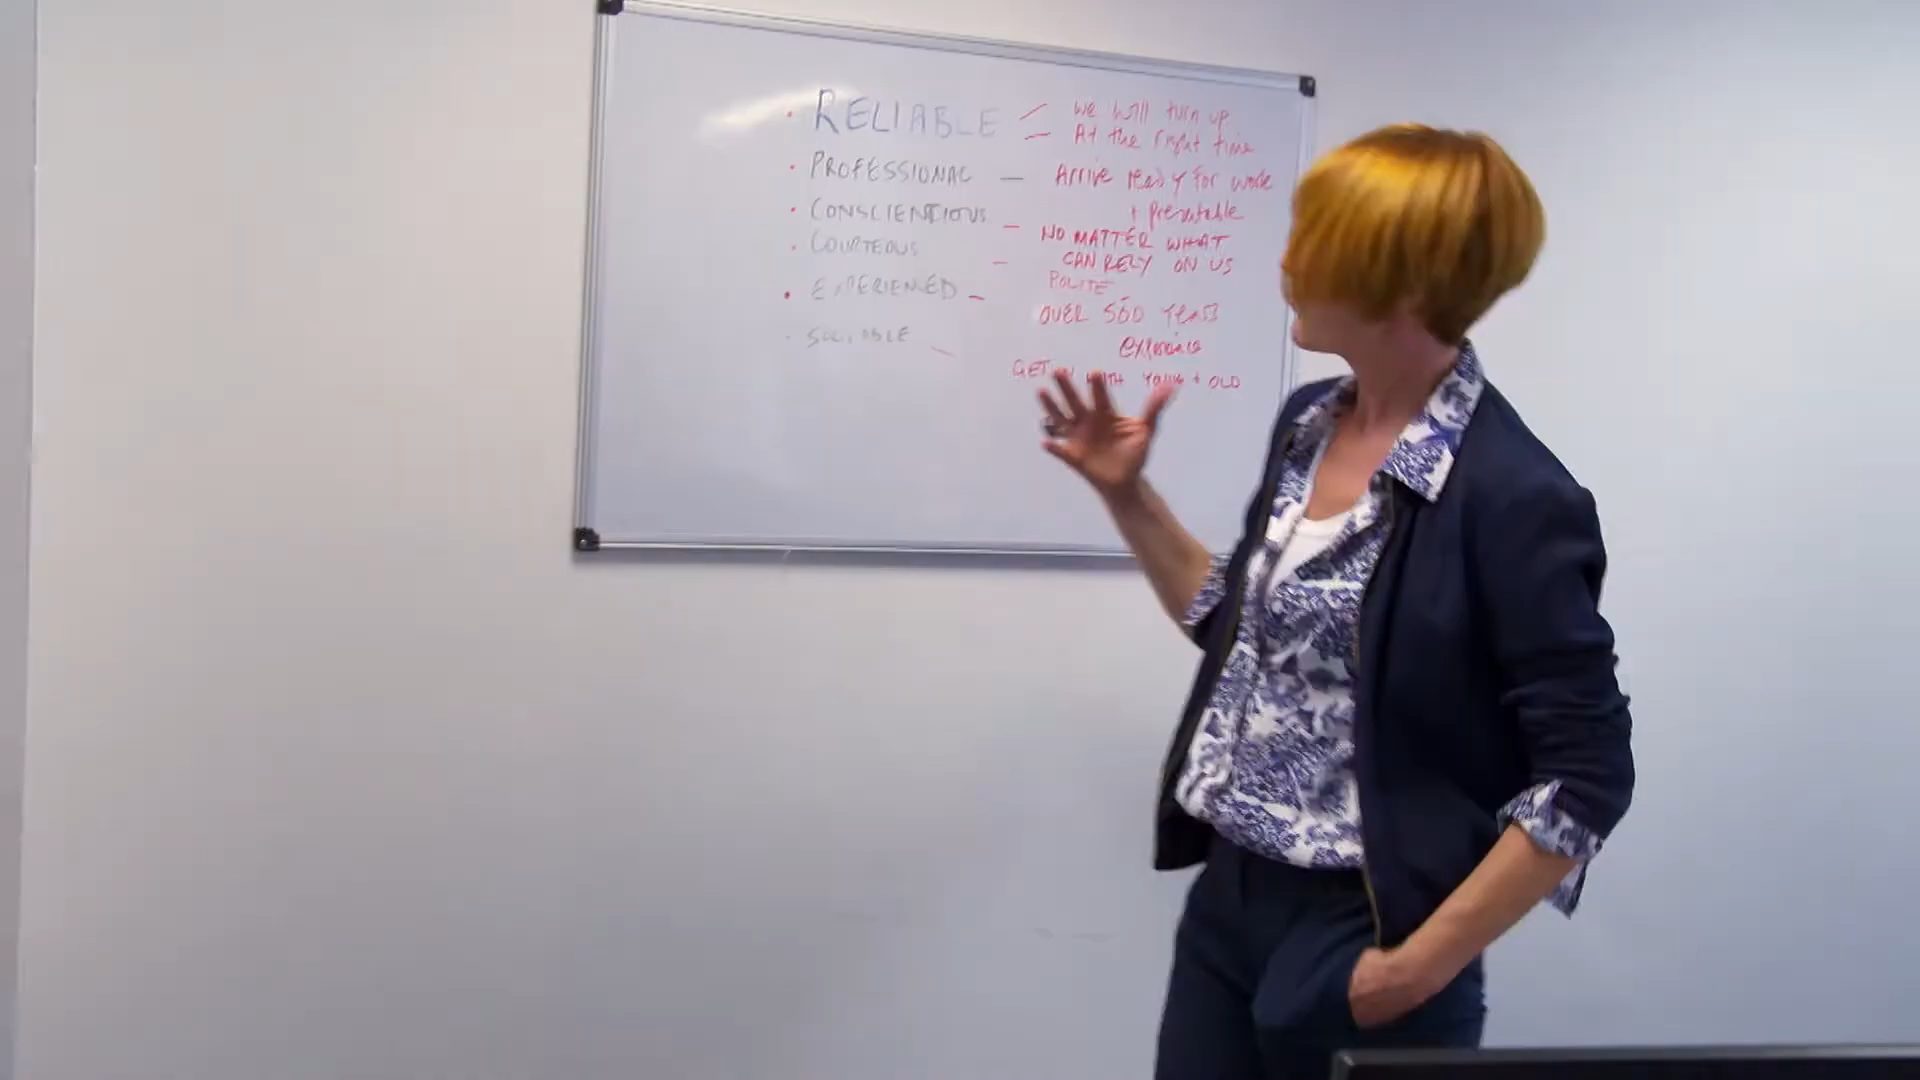 • RELIABLE — We will turn up
— At the right time
• PROFESSIONAL — Arrive ready for work
+ presentable
• CONSCIENTIOUS — NO MATTER WHAT
CAN RELY ON US
• COURTEOUS — POLITE
• EXPERIENCED — OVER 500 YEARS
experience
• SOCIABLE — GET ON WITH YOUNG + OLD